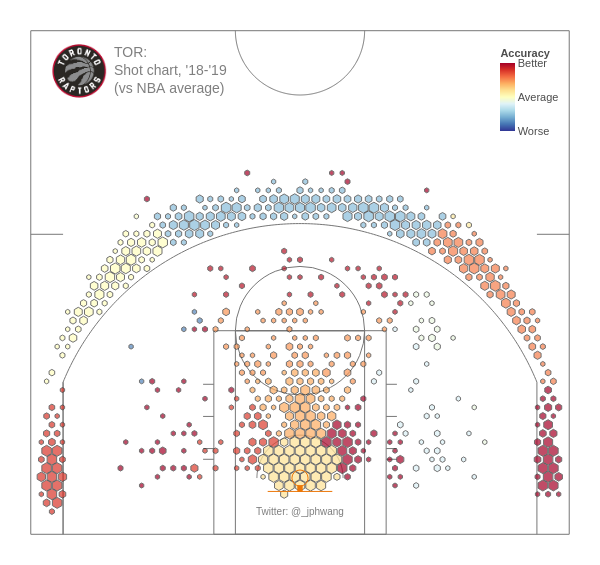 TORONTO
RAPTORS
TOR:
Shot chart, '18-'19
(vs NBA average)
Accuracy
Better
Average
Worse
Twitter: @_jphwang